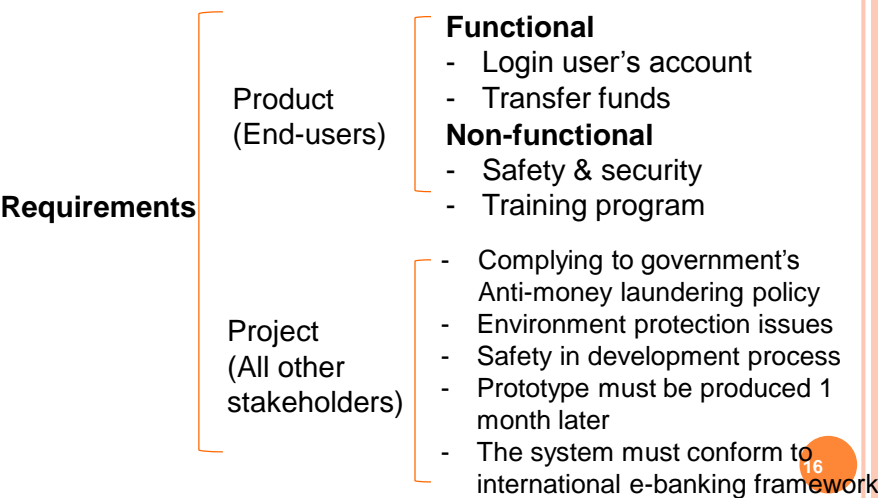 Requirements
Product
(End-users)
Functional
- Login user's account
- Transfer funds
Non-functional
- Safety & security
- Training program
Project
(All other
stakeholders)
- Complying to government's
Anti-money laundering policy
- Environment protection issues
- Safety in development process
- Prototype must be produced 1
month later
- The system must conform to
international e-banking framework
16